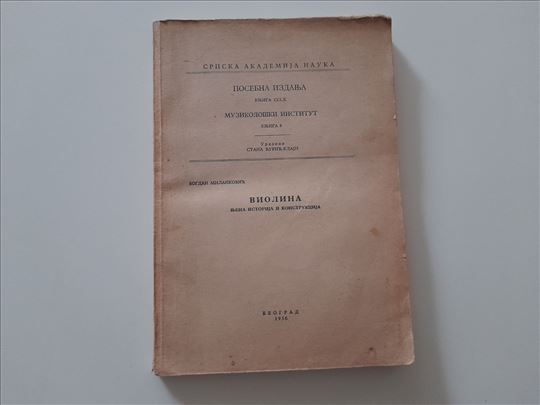 СРПСКА АКАДЕМИЈА НАУКА
ПОСЕБНА ИЗДАЊА
КЊИГА
МУЗИКОЛОШКИ ИНСТИТУТ
КЊИГА 8
Уредник
СТАНА ЂУРИЋ-КЛАЈН
БОГДАН МИЛАНКОВИЋ
ВИОЛИНА
ЊЕНА ИСТОРИЈА И КОНСТРУКЦИЈА
БЕОГРАД
1956